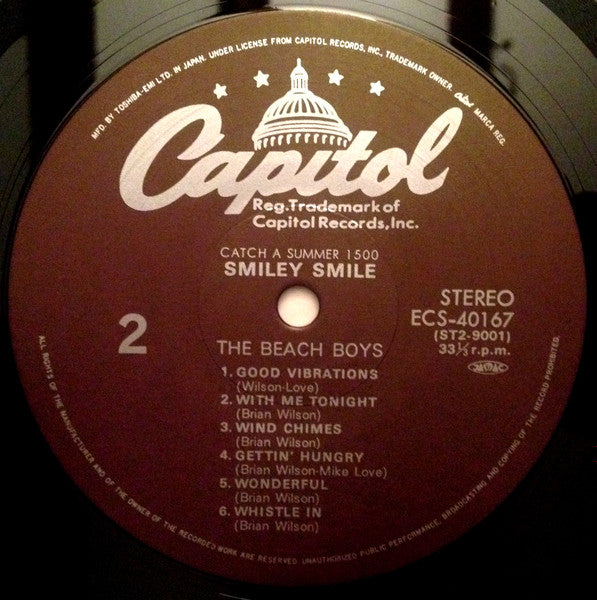 MFD. BY TOSHIBA-EMI LTD. IN JAPAN. UNDER LICENSE FROM CAPITOL RECORDS, INC., TRADEMARK OWNER. Capitol MARCA REG.
Capitol
Reg. Trademark of
Capitol Records, Inc.
CATCH A SUMMER 1500
SMILEY SMILE
2
STEREO
ECS-40167
(ST2-9001)
33⅓ r.p.m.
JASRAC
THE BEACH BOYS
1. GOOD VIBRATIONS
(Wilson-Love)
2. WITH ME TONIGHT
(Brian Wilson)
3. WIND CHIMES
(Brian Wilson)
4. GETTIN' HUNGRY
(Brian Wilson-Mike Love)
5. WONDERFUL
(Brian Wilson)
6. WHISTLE IN
(Brian Wilson)
ALL RIGHTS OF THE MANUFACTURER AND OF THE OWNER OF THE RECORDED WORK ARE RESERVED. UNAUTHORIZED PUBLIC PERFORMANCE, BROADCASTING AND COPYING OF THE RECORD PROHIBITED.